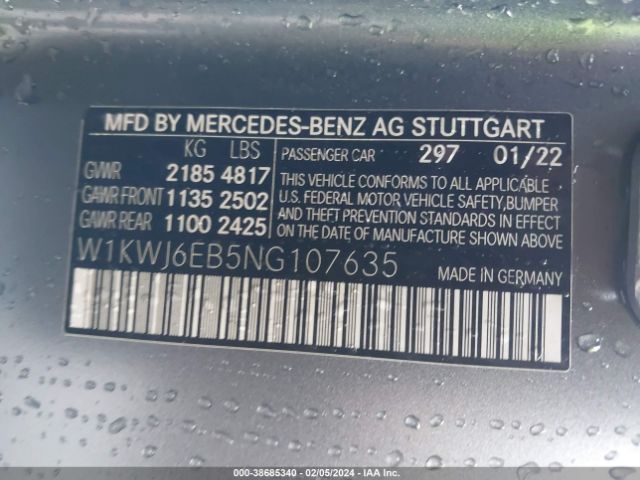 MFD BY MERCEDES-BENZ AG STUTTGART
KG LBS
GVWR 2185 4817
GAWR FRONT 1135 2502
GAWR REAR 1100 2425
PASSENGER CAR 297 01/22
THIS VEHICLE CONFORMS TO ALL APPLICABLE
U.S. FEDERAL MOTOR VEHICLE SAFETY, BUMPER
AND THEFT PREVENTION STANDARDS IN EFFECT
ON THE DATE OF MANUFACTURE SHOWN ABOVE.
W1KWJ6EB5NG107635
MADE IN GERMANY
000-38685340 - 02/05/2024 - IAA Inc.